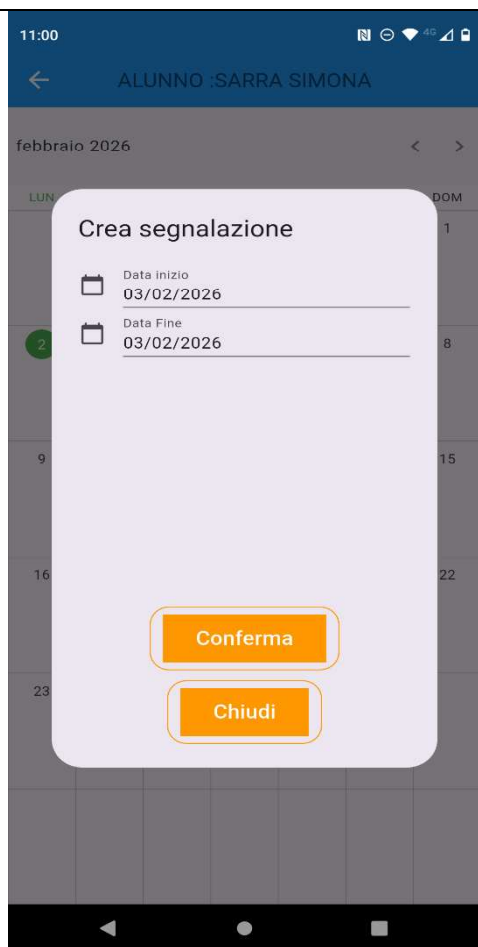 11:00
4G
ALUNNO :SARRA SIMONA
febbraio 2026
LUN
DOM
1
Crea segnalazione
Data inizio
03/02/2026
Data Fine
03/02/2026
2
8
9
15
16
22
Conferma
23
Chiudi